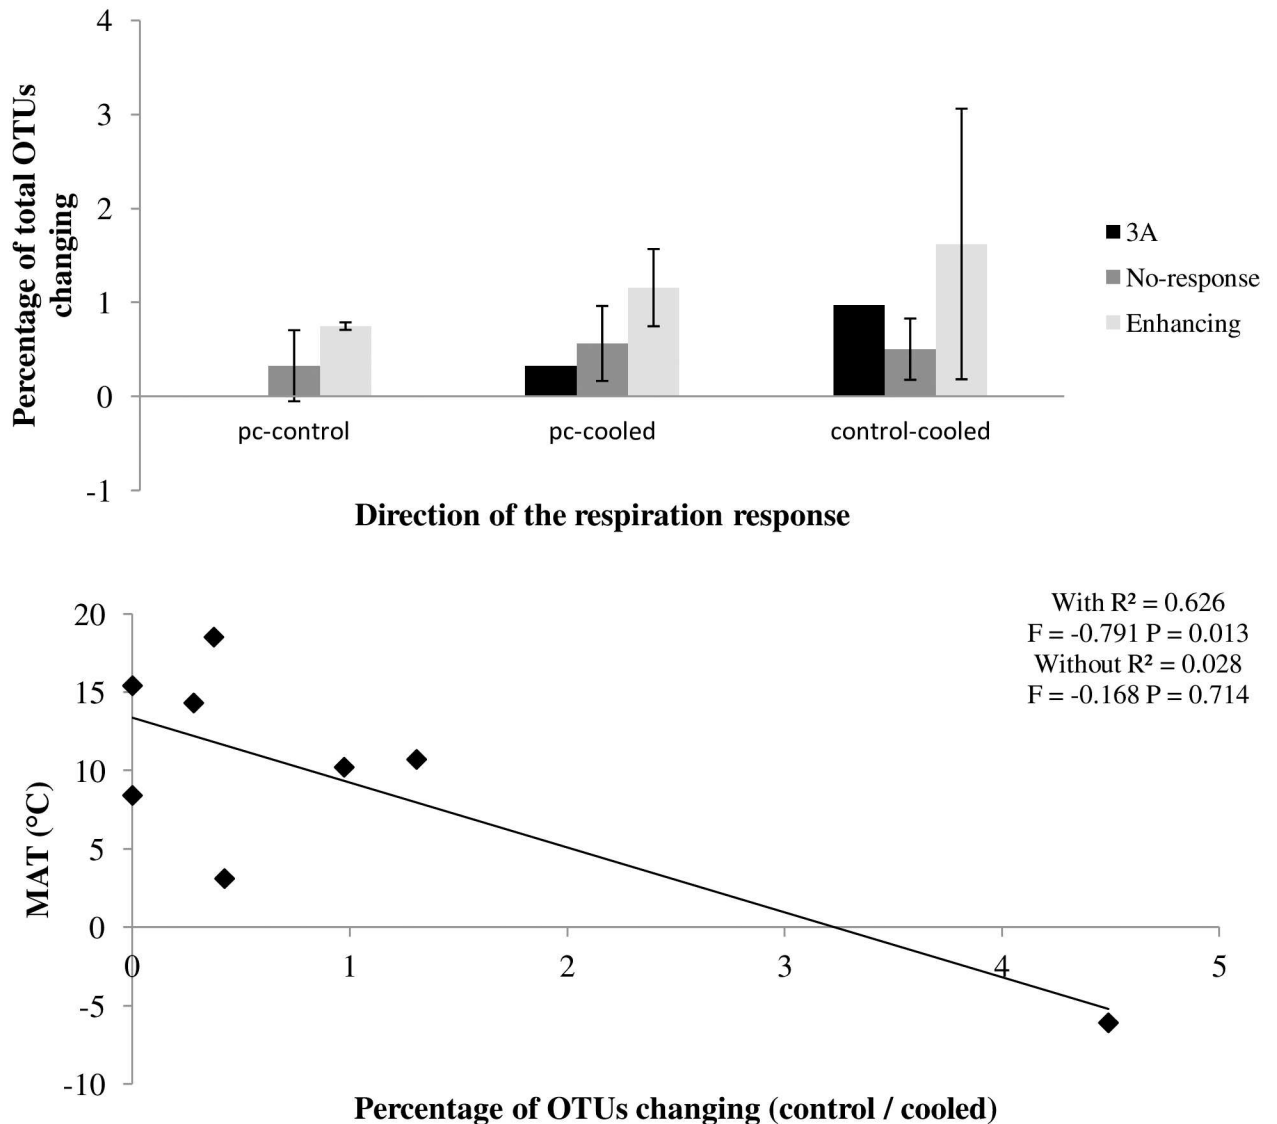 4
3
2
1
0
-1
Percentage of total OTUs
changing
pc-control
pc-cooled
control-cooled
Direction of the respiration response
3A
No-response
Enhancing
With R² = 0.626
F = -0.791 P = 0.013
Without R² = 0.028
F = -0.168 P = 0.714
20
15
10
5
0
-5
-10
MAT (°C)
0
1
2
3
4
5
Percentage of OTUs changing (control / cooled)